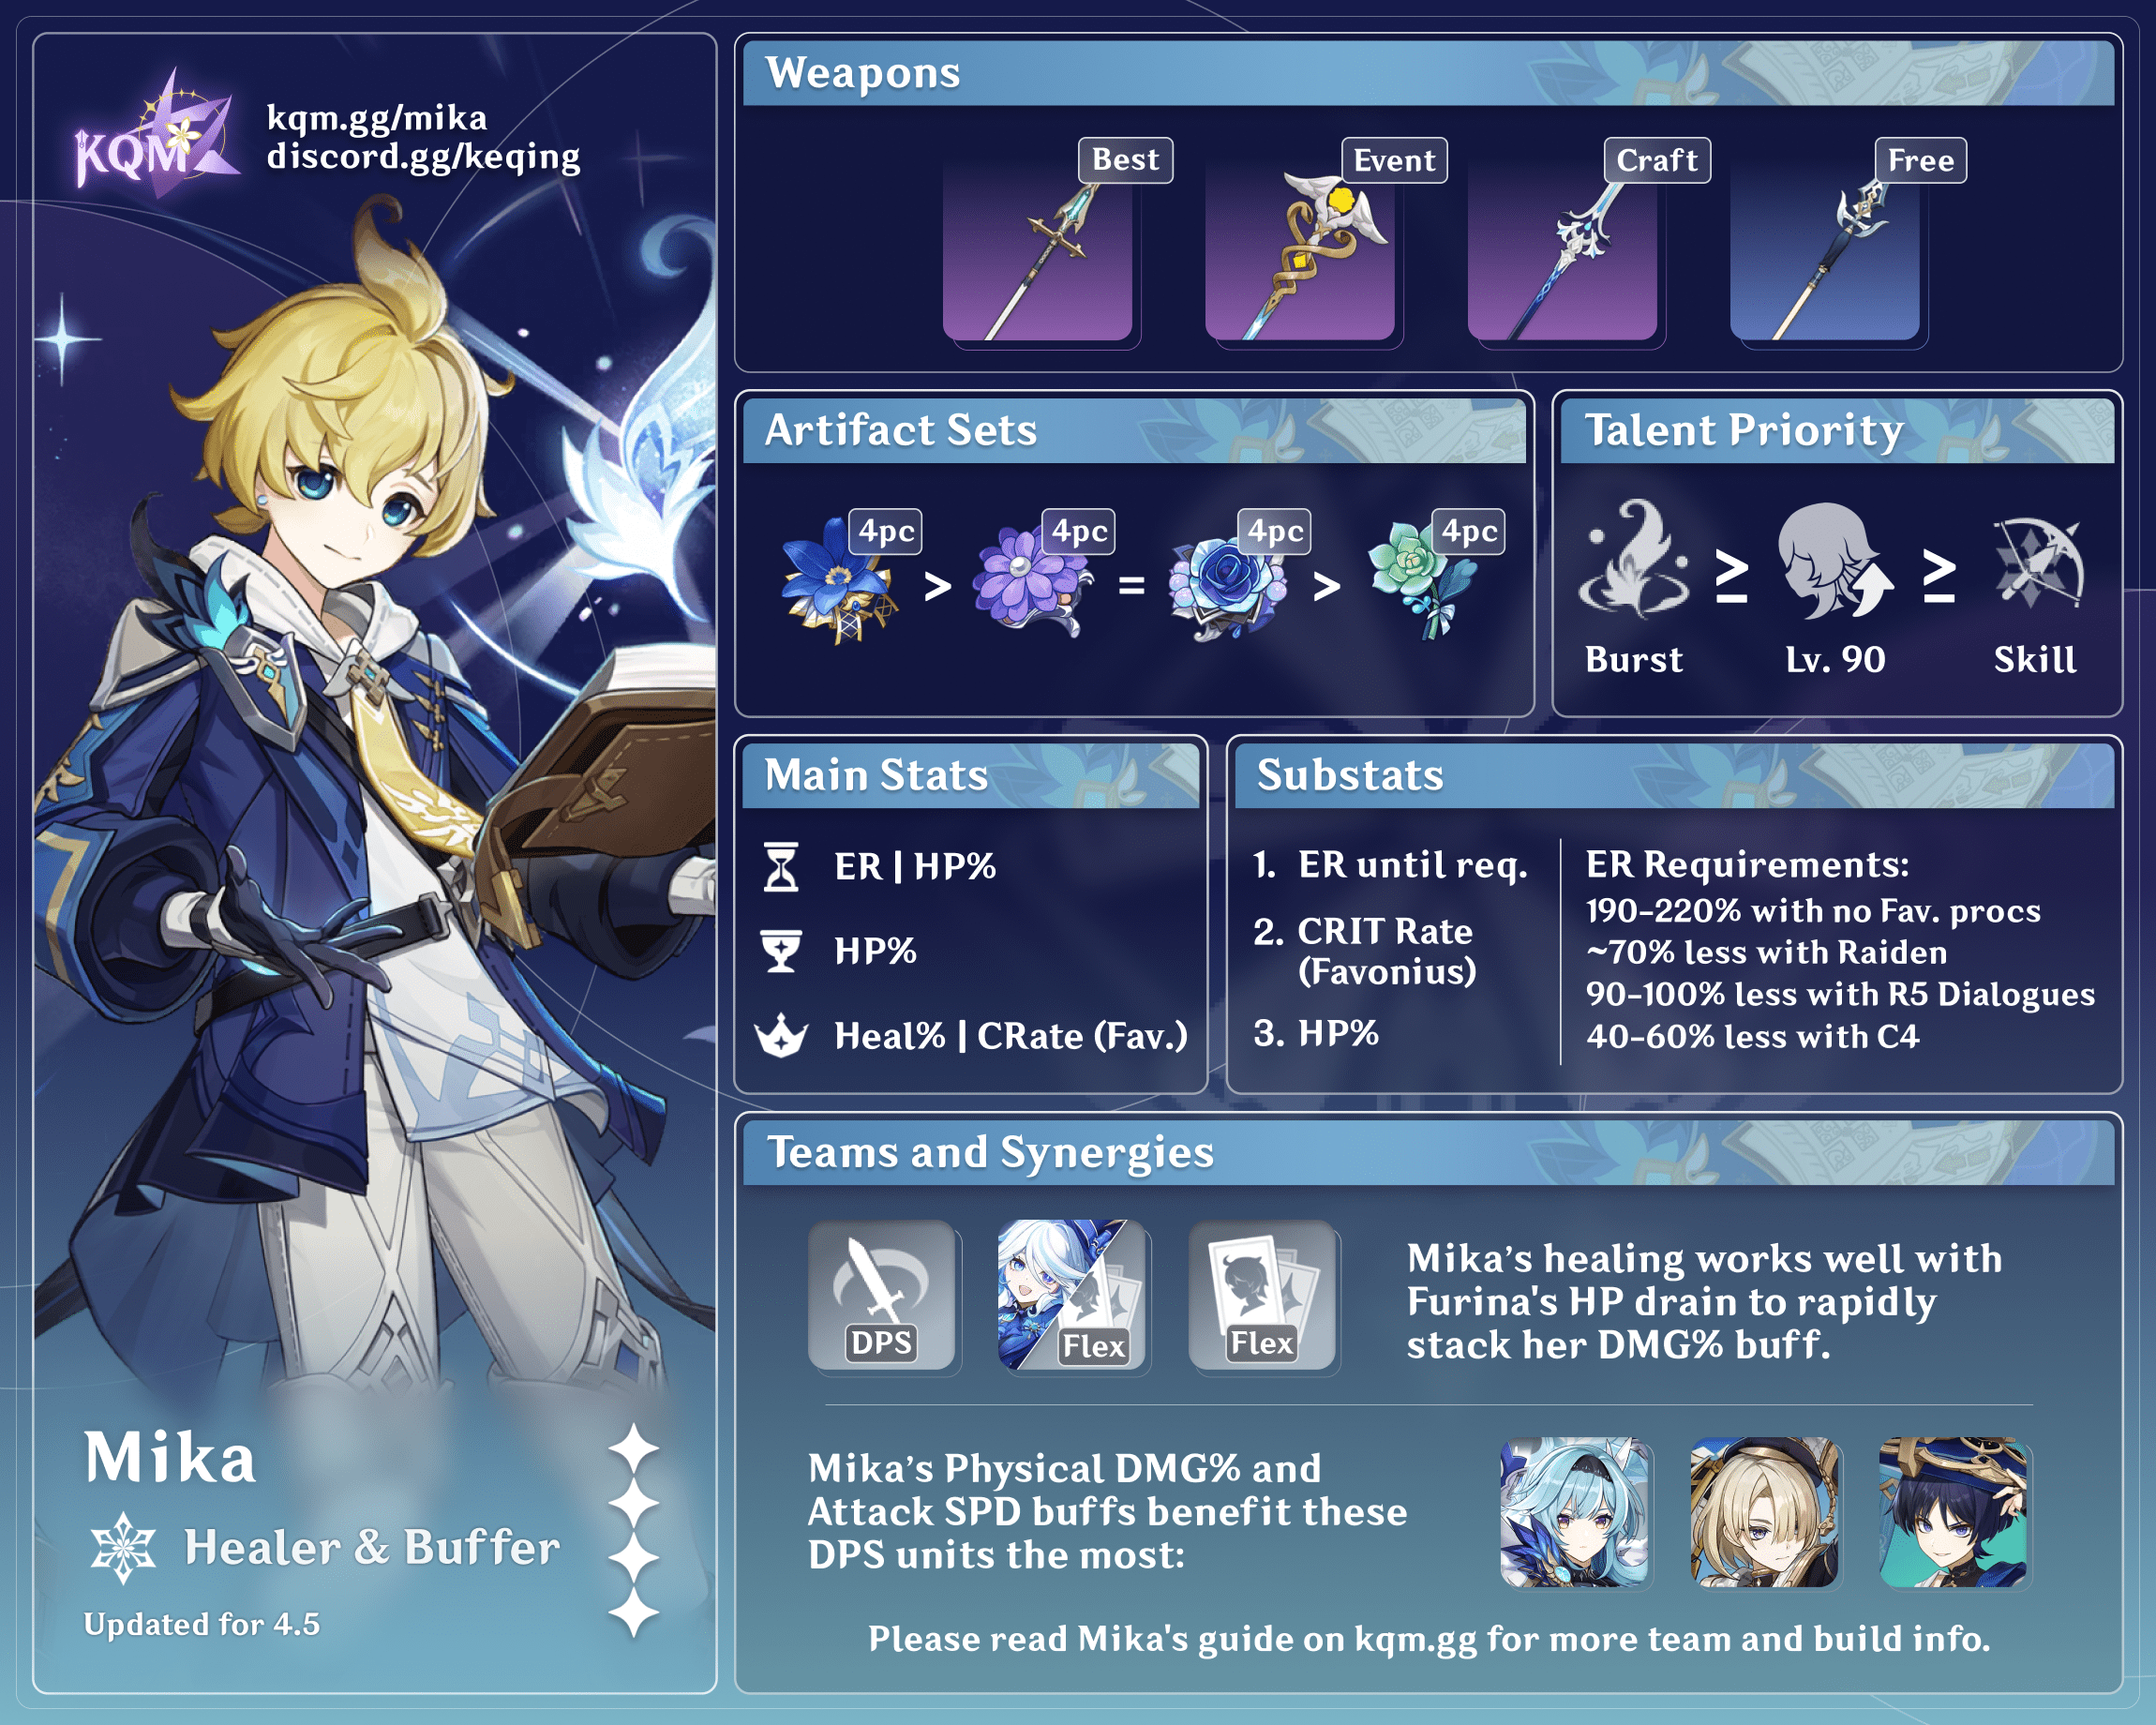 KQM
kqm.gg/mika
discord.gg/keqing
Mika
Healer & Buffer
Updated for 4.5
Weapons
Best
Event
Craft
Free
Artifact Sets
4pc
>
4pc
=
4pc
>
4pc
Talent Priority
≥
≥
Burst
Lv. 90
Skill
Main Stats
ER | HP%
HP%
Heal% | CRate (Fav.)
Substats
1. ER until req.
2. CRIT Rate
(Favonius)
3. HP%
ER Requirements:
190-220% with no Fav. procs
~70% less with Raiden
90-100% less with R5 Dialogues
40-60% less with C4
Teams and Synergies
DPS
Flex
Flex
Mika’s healing works well with
Furina's HP drain to rapidly
stack her DMG% buff.
Mika’s Physical DMG% and
Attack SPD buffs benefit these
DPS units the most:
Please read Mika's guide on kqm.gg for more team and build info.